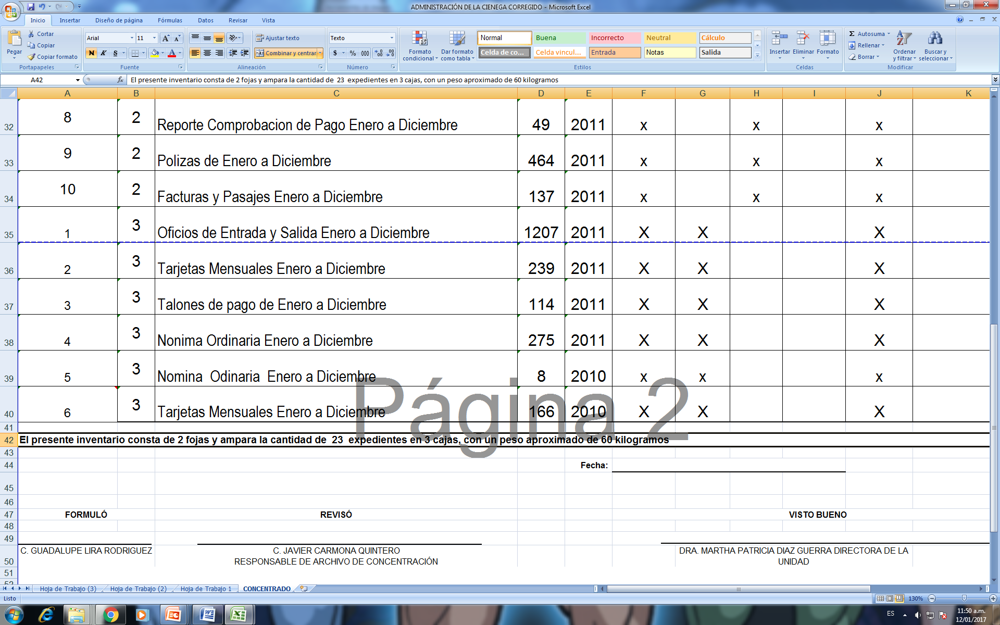 ADMINISTRACIÓN DE LA CIENEGA CORREGIDO - Microsoft Excel
Inicio Insertar Diseño de página Fórmulas Datos Revisar Vista
Pegar
Cortar
Copiar
Copiar formato
Portapapeles
Arial 11
N K S
Fuente
Ajustar texto
Combinar y centrar
Alineación
Texto
$ % 000
Número
Formato condicional
Dar formato como tabla
Normal Buena Incorrecto Neutral Cálculo
Celda de co... Celda vincul... Entrada Notas Salida
Estilos
Insertar Eliminar Formato
Celdas
Autosuma
Rellenar
Borrar
Ordenar y filtrar
Buscar y seleccionar
Modificar
A42 fx El presente inventario consta de 2 fojas y ampara la cantidad de  23  expedientes en 3 cajas, con un peso aproximado de 60 kilogramos
A B C D E F G H I J K
32 8 2 Reporte Comprobacion de Pago Enero a Diciembre 49 2011 x x x
33 9 2 Polizas de Enero a Diciembre 464 2011 x x x
34 10 2 Facturas y Pasajes Enero a Diciembre 137 2011 x x x
35 1 3 Oficios de Entrada y Salida Enero a Diciembre 1207 2011 X X X
36 2 3 Tarjetas Mensuales Enero a Diciembre 239 2011 X X X
37 3 3 Talones de pago de Enero a Diciembre 114 2011 X X X
38 4 3 Nonima Ordinaria Enero a Diciembre 275 2011 X X X
39 5 3 Nomina  Odinaria  Enero a Diciembre 8 2010 x x x
40 6 3 Tarjetas Mensuales Enero a Diciembre 166 2010 X X X
Página 2
41
42 El presente inventario consta de 2 fojas y ampara la cantidad de  23  expedientes en 3 cajas, con un peso aproximado de 60 kilogramos
43
44 Fecha:
45
46
47 FORMULÓ REVISÓ VISTO BUENO
48
49
50 C. GUADALUPE LIRA RODRIGUEZ C. JAVIER CARMONA QUINTERO DRA. MARTHA PATRICIA DIAZ GUERRA DIRECTORA DE LA
RESPONSABLE DE ARCHIVO DE CONCENTRACIÓN UNIDAD
51
52
Hoja de Trabajo (3) Hoja de Trabajo (2) Hoja de Trabajo 1 CONCENTRADO
Listo 130%
ES 11:50 a.m.
12/01/2017